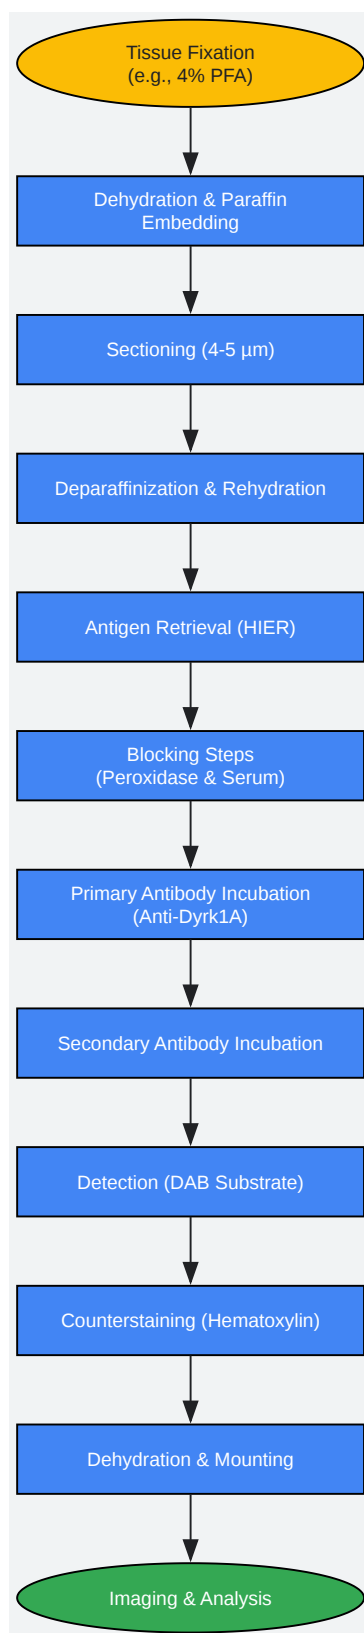 Tissue Fixation
(e.g., 4% PFA)
Dehydration & Paraffin
Embedding
Sectioning (4-5 µm)
Deparaffinization & Rehydration
Antigen Retrieval (HIER)
Blocking Steps
(Peroxidase & Serum)
Primary Antibody Incubation
(Anti-Dyrk1A)
Secondary Antibody Incubation
Detection (DAB Substrate)
Counterstaining (Hematoxylin)
Dehydration & Mounting
Imaging & Analysis